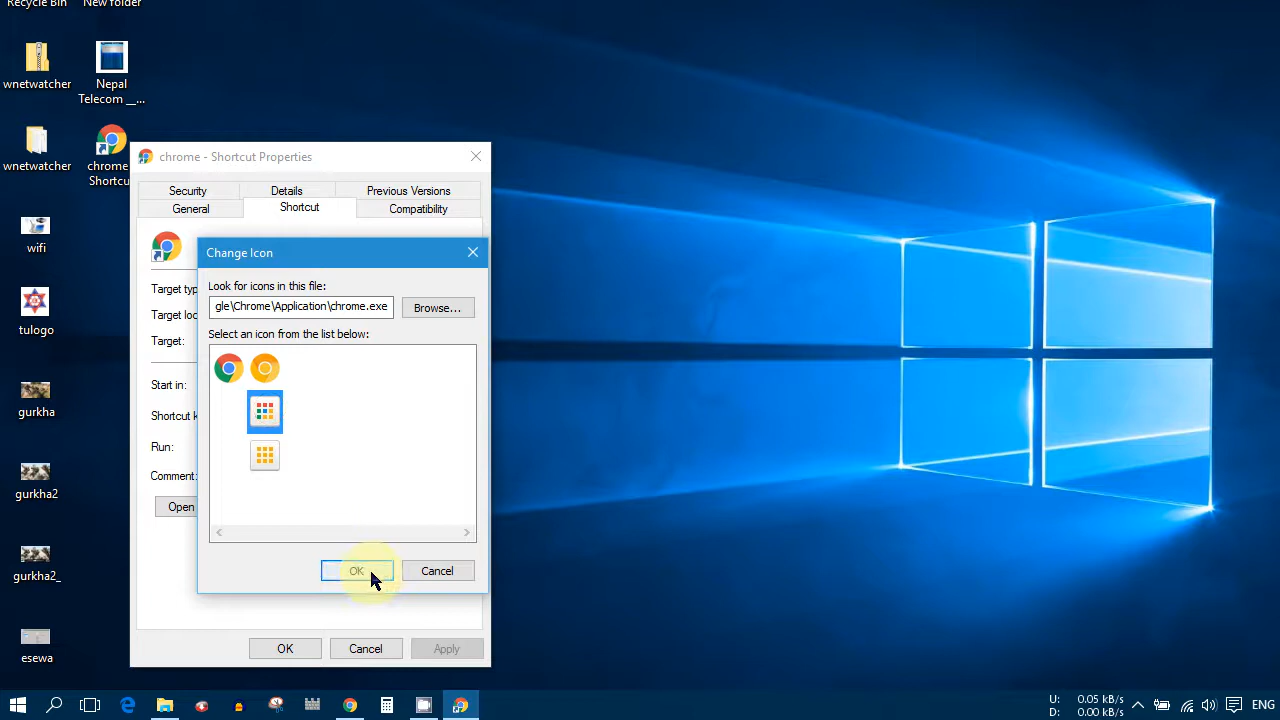 Recycle Bin
New folder
wnetwatcher
Nepal
Telecom __...
wnetwatcher
chrome
Shortcu
wifi
tulogo
gurkha
gurkha2
gurkha2_
esewa
chrome - Shortcut Properties
Security
Details
Previous Versions
General
Shortcut
Compatibility
Target typ
Target loc
Target:
Start in:
Shortcut k
Run:
Comment:
Open
Change Icon
Look for icons in this file:
gle\Chrome\Application\chrome.exe
Browse...
Select an icon from the list below:
OK
Cancel
OK
Cancel
Apply
U: 0.05 kB/s
D: 0.00 kB/s
ENG